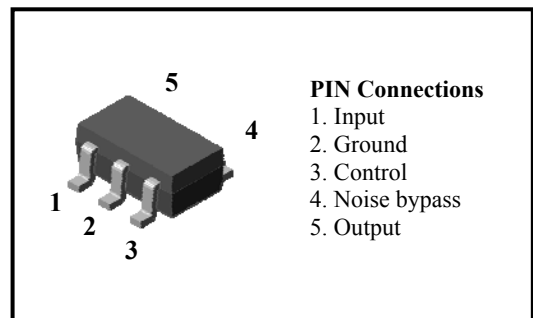 5
4
1
2
3
PIN Connections
1. Input
2. Ground
3. Control
4. Noise bypass
5. Output